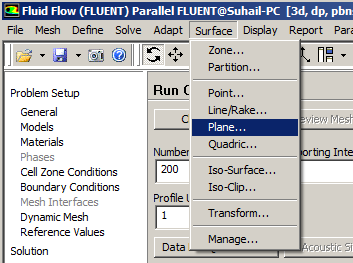 Fluid Flow (FLUENT) Parallel FLUENT@Suhail-PC [3d, dp, pbn
File Mesh Define Solve Adapt Surface Display Report Para
Zone...
Partition...
Point...
Line/Rake...
Plane...
Quadric...
Iso-Surface...
Iso-Clip...
Transform...
Manage...
Problem Setup
General
Models
Materials
Phases
Cell Zone Conditions
Boundary Conditions
Mesh Interfaces
Dynamic Mesh
Reference Values
Solution
Run C
review Mesh
Number
porting Inter
200
Profile U
1
Data
Acoustic Si